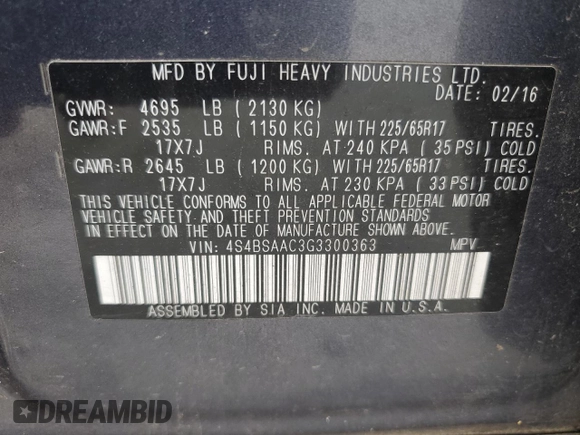 MFD BY FUJI HEAVY INDUSTRIES LTD.
DATE: 02/16
GVWR: 4695 LB ( 2130 KG)
GAWR:F 2535 LB ( 1150 KG) WITH 225/65R17 TIRES.
17X7J RIMS. AT 240 KPA ( 35 PSI) COLD
GAWR:R 2645 LB ( 1200 KG) WITH 225/65R17 TIRES.
17X7J RIMS. AT 230 KPA ( 33 PSI) COLD
THIS VEHICLE CONFORMS TO ALL APPLICABLE FEDERAL MOTOR
VEHICLE SAFETY AND THEFT PREVENTION STANDARDS
IN EFFECT ON THE DATE OF MANUFACTURE SHOWN ABOVE.
VIN: 4S4BSAAC3G3300363 MPV
ASSEMBLED BY SIA INC. MADE IN U.S.A.
DREAMBID